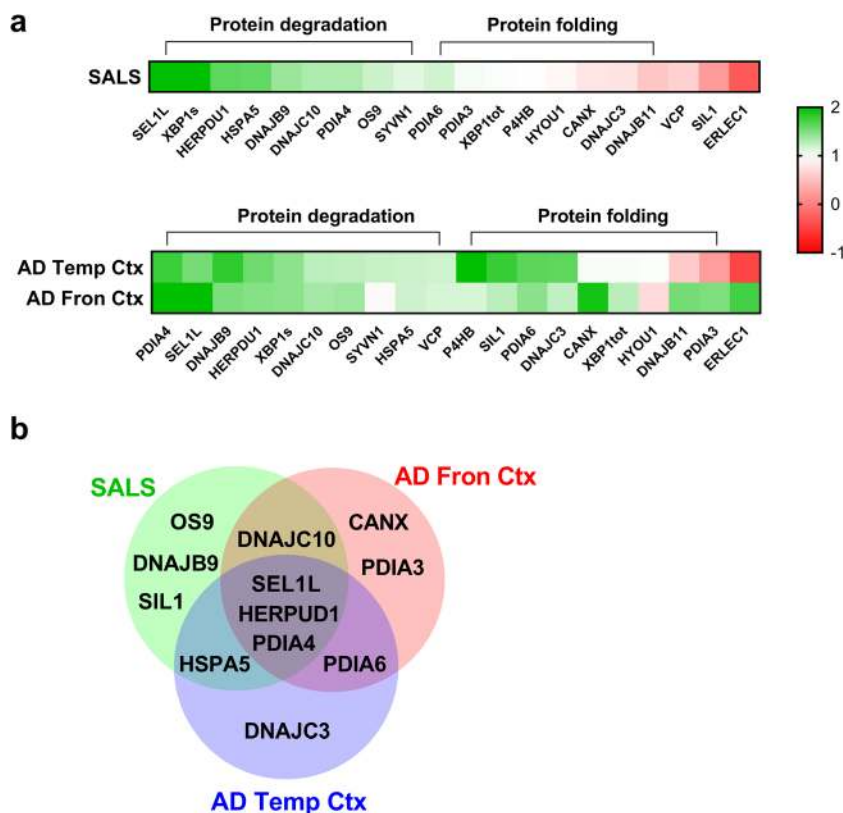 a
Protein degradation Protein folding
SALS
SEL1L XBP1s HERPDU1 HSPA5 DNAJB9 DNAJC10 PDIA4 OS9 SYVN1 PDIA6 PDIA3 XBP1tot P4HB HYOU1 CANX DNAJC3 DNAJB11 VCP SIL1 ERLEC1
2
1
0
-1
Protein degradation Protein folding
AD Temp Ctx
AD Fron Ctx
PDIA4 SEL1L DNAJB9 HERPDU1 XBP1s DNAJC10 OS9 SYVN1 HSPA5 VCP P4HB SIL1 PDIA6 DNAJC3 CANX XBP1tot HYOU1 DNAJB11 PDIA3 ERLEC1
b
SALS
AD Fron Ctx
OS9
CANX
DNAJC10
DNAJB9
PDIA3
SEL1L
SIL1
HERPUD1
PDIA4
HSPA5
PDIA6
DNAJC3
AD Temp Ctx